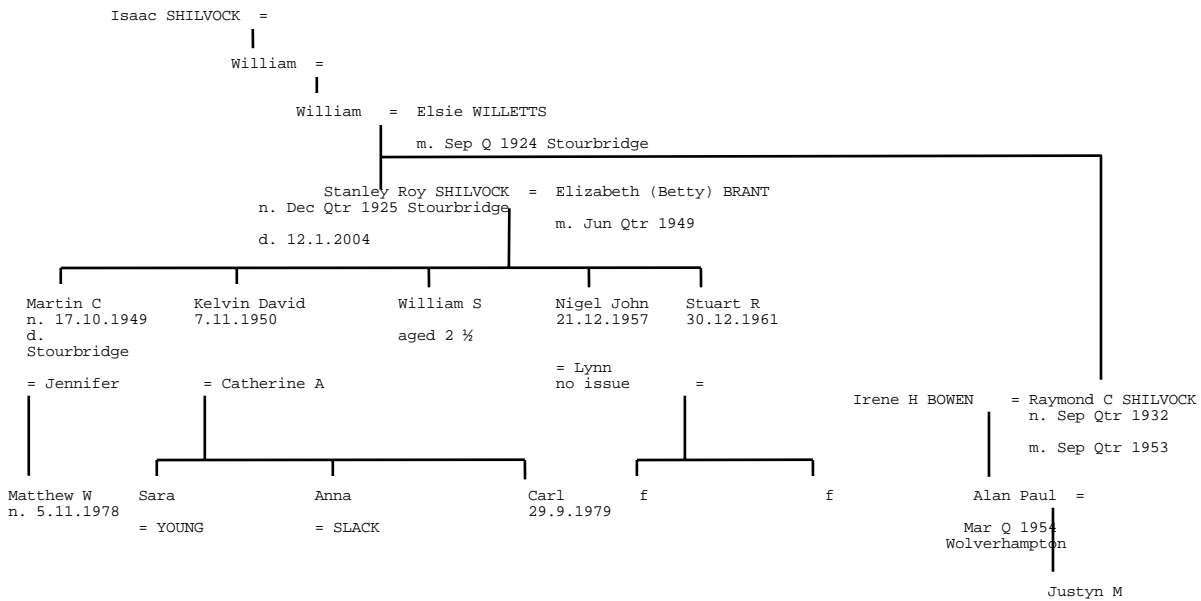 Isaac SHILVOCK =
William =
William = Elsie WILLETTS
m. Sep Q 1924 Stourbridge
Stanley Roy SHILVOCK = Elizabeth (Betty) BRANT
n. Dec Qtr 1925 Stourbridge
m. Jun Qtr 1949
d. 12.1.2004
Martin C Kelvin David William S Nigel John Stuart R
n. 17.10.1949 7.11.1950 21.12.1957 30.12.1961
d. aged 2 ½
Stourbridge
= Lynn
= Jennifer = Catherine A no issue =
Irene H BOWEN = Raymond C SHILVOCK
n. Sep Qtr 1932
m. Sep Qtr 1953
Matthew W Sara Anna Carl f f Alan Paul =
n. 5.11.1978 29.9.1979
= YOUNG = SLACK Mar Q 1954
Wolverhampton
Justyn M